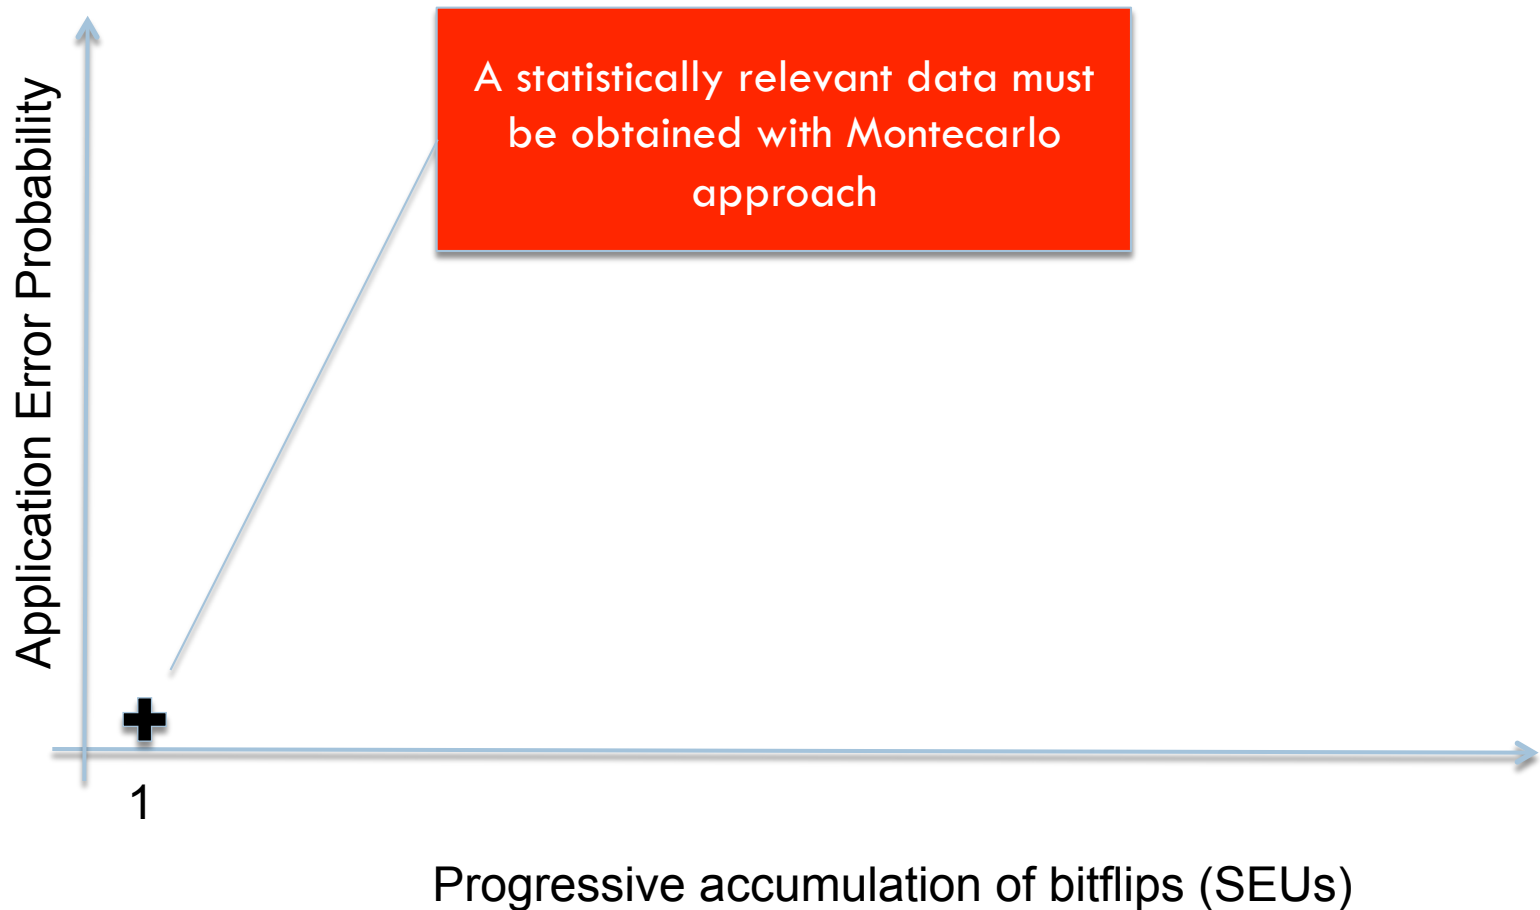 A statistically relevant data must
be obtained with Montecarlo
approach
Application Error Probability
1
Progressive accumulation of bitflips (SEUs)